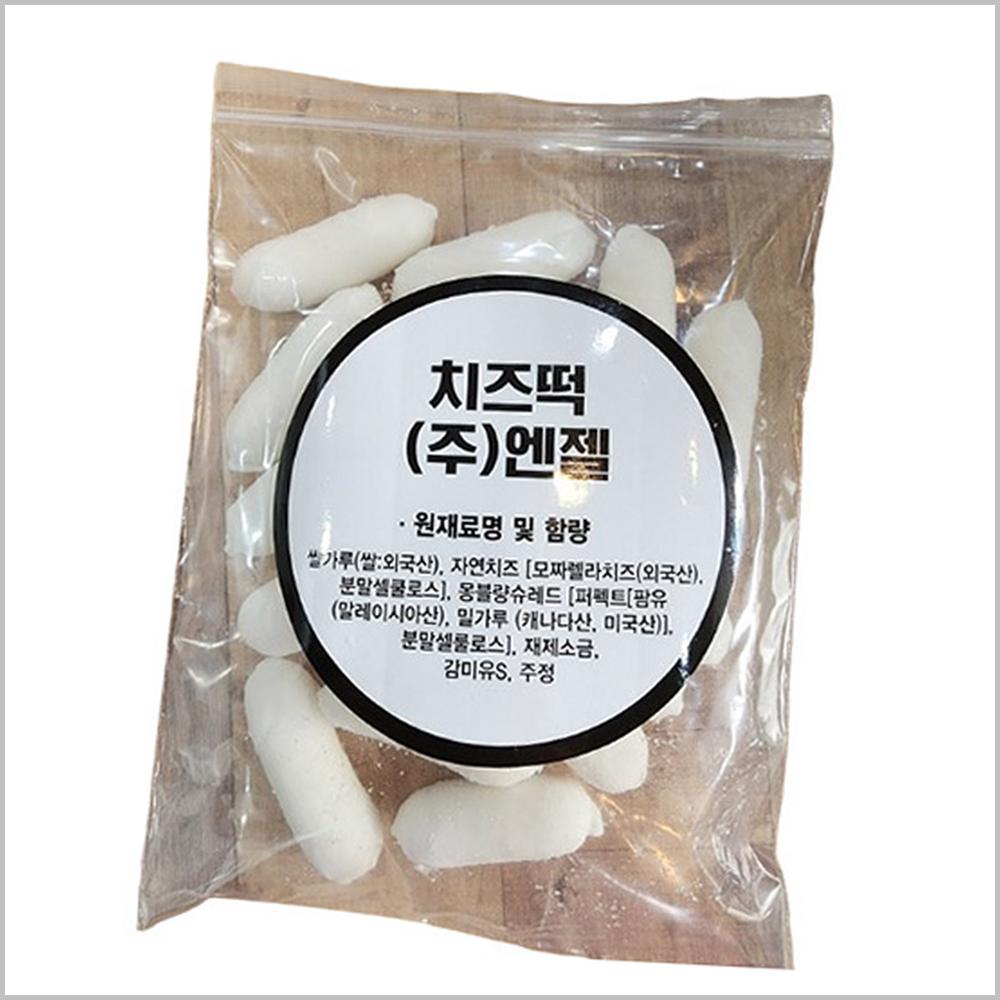 치즈떡
(주)엔젤
· 원재료명 및 함량
쌀가루(쌀:외국산), 자연치즈 [모짜렐라치즈(외국산),
분말셀쿨로스], 몽블량슈레드 [퍼펙트[팜유
(말레이시아산), 밀가루 (캐나다산, 미국산)],
분말셀룰로스], 재제소금,
감미유S, 주정